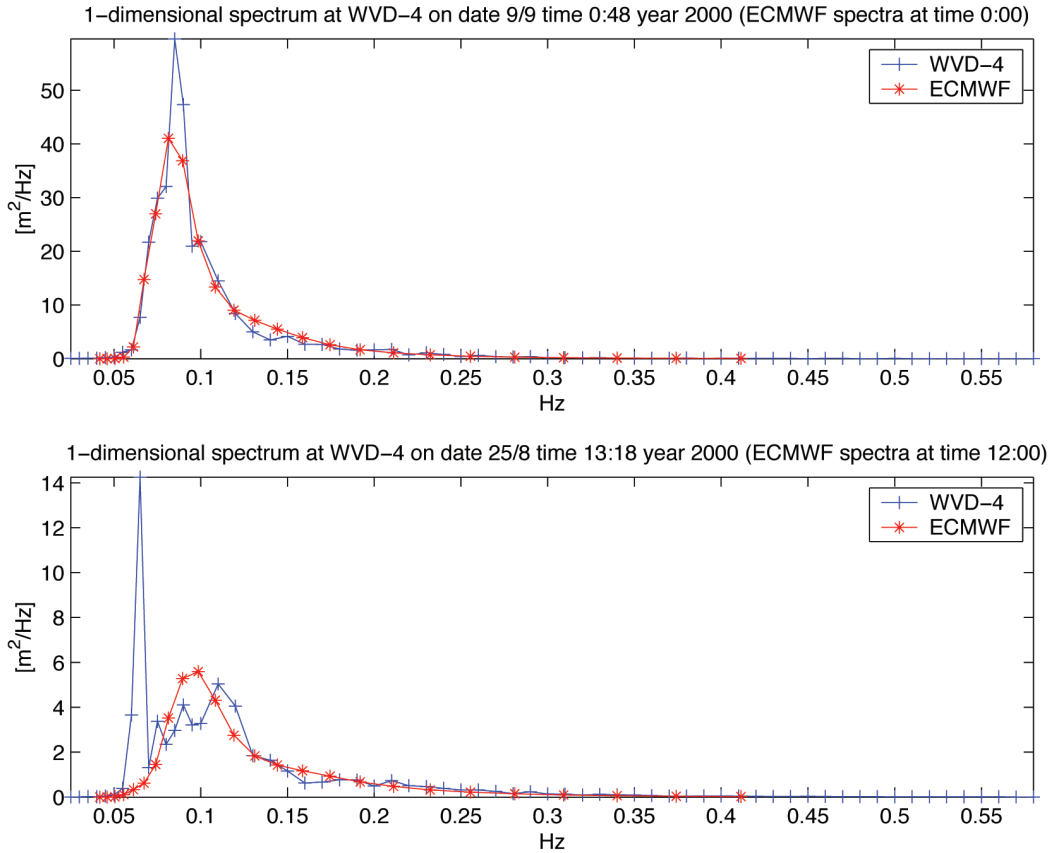 1-dimensional spectrum at WVD-4 on date 9/9 time 0:48 year 2000 (ECMWF spectra at time 0:00)
WVD-4
ECMWF
50
40
30
20
10
0
[m²/Hz]
0.05 0.1 0.15 0.2 0.25 0.3 0.35 0.4 0.45 0.5 0.55
Hz
1-dimensional spectrum at WVD-4 on date 25/8 time 13:18 year 2000 (ECMWF spectra at time 12:00)
WVD-4
ECMWF
14
12
10
8
6
4
2
0
[m²/Hz]
0.05 0.1 0.15 0.2 0.25 0.3 0.35 0.4 0.45 0.5 0.55
Hz